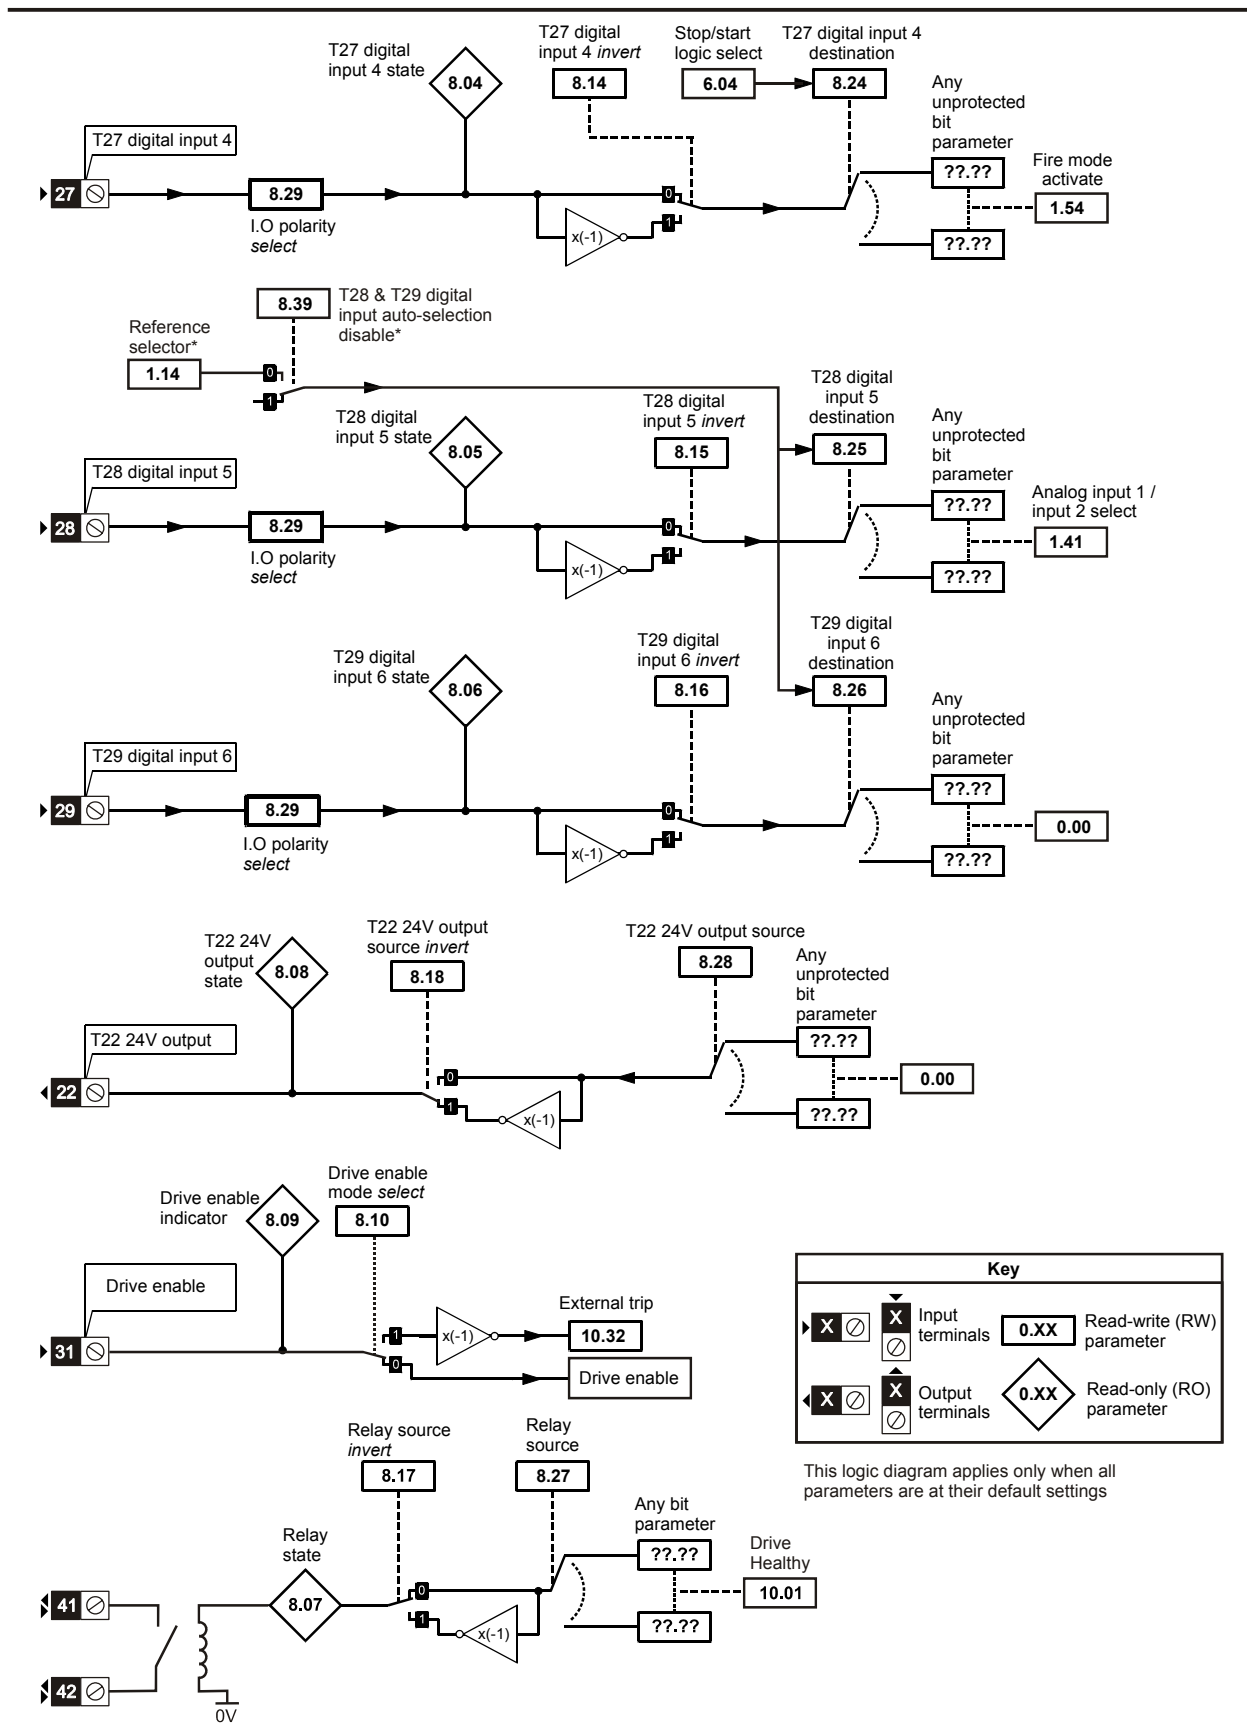 T27 digital
input 4 state
8.04
T27 digital
input 4 invert
8.14
Stop/start
logic select
6.04
T27 digital input 4
destination
8.24
Any
unprotected
bit
parameter
??.??
??.??
Fire mode
activate
1.54
T27 digital input 4
27
8.29
I.O polarity
select
x(-1)
0
1
8.39
T28 & T29 digital
input auto-selection
disable*
Reference
selector*
1.14
0
1
T28 digital
input 5 state
8.05
T28 digital
input 5 invert
8.15
T28 digital
input 5
destination
8.25
Any
unprotected
bit
parameter
??.??
??.??
Analog input 1 /
input 2 select
1.41
T28 digital input 5
28
8.29
I.O polarity
select
x(-1)
0
1
T29 digital
input 6 state
8.06
T29 digital
input 6 invert
8.16
T29 digital
input 6
destination
8.26
Any
unprotected
bit
parameter
??.??
??.??
0.00
T29 digital input 6
29
8.29
I.O polarity
select
x(-1)
0
1
T22 24V
output
state
8.08
T22 24V output
source invert
8.18
T22 24V output source
8.28
Any
unprotected
bit
parameter
??.??
??.??
0.00
T22 24V output
22
0
1
x(-1)
Drive enable
indicator
8.09
Drive enable
mode select
8.10
Drive enable
31
1
0
x(-1)
External trip
10.32
Drive enable
Key
X
X
Input
terminals
0.XX
Read-write (RW)
parameter
X
X
Output
terminals
0.XX
Read-only (RO)
parameter
This logic diagram applies only when all
parameters are at their default settings
Relay source
invert
8.17
Relay
source
8.27
Any bit
parameter
??.??
??.??
Drive
Healthy
10.01
Relay
state
8.07
0
1
x(-1)
41
42
0V